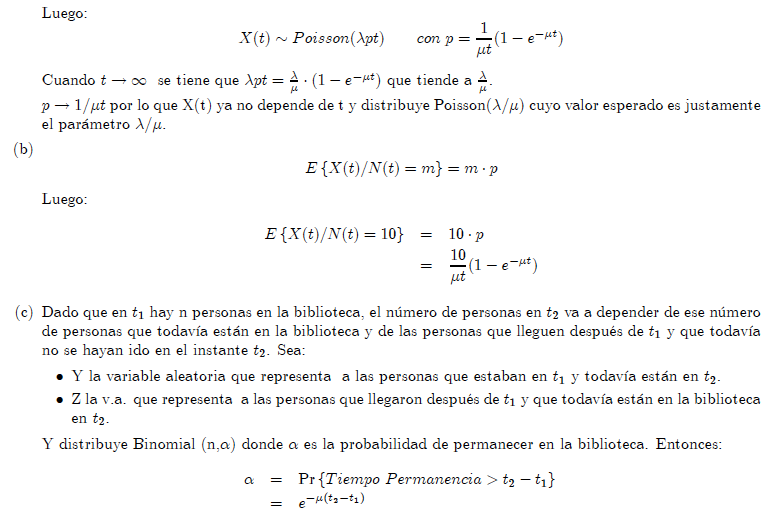 Luego:
X(t) ∼ Poisson(λpt) con p = \frac{1}{μt}(1 − e^{−μt})
Cuando t → ∞ se tiene que λpt = \frac{λ}{μ} · (1 − e^{−μt}) que tiende a \frac{λ}{μ}.
p → 1/μt por lo que X(t) ya no depende de t y distribuye Poisson(λ/μ) cuyo valor esperado es justamente
el parámetro λ/μ.
(b)
E {X(t)/N(t) = m} = m · p
Luego:
E {X(t)/N(t) = 10} = 10 · p
= \frac{10}{μt}(1 − e^{−μt})
(c) Dado que en t₁ hay n personas en la biblioteca, el número de personas en t₂ va a depender de ese número
de personas que todavía están en la biblioteca y de las personas que lleguen después de t₁ y que todavía
no se hayan ido en el instante t₂. Sea:
• Y la variable aleatoria que representa a las personas que estaban en t₁ y todavía están en t₂.
• Z la v.a. que representa a las personas que llegaron después de t₁ y que todavía están en la biblioteca
en t₂.
Y distribuye Binomial (n,α) donde α es la probabilidad de permanecer en la biblioteca. Entonces:
α = Pr {Tiempo Permanencia > t₂ − t₁}
= e^{−μ(t₂−t₁)}